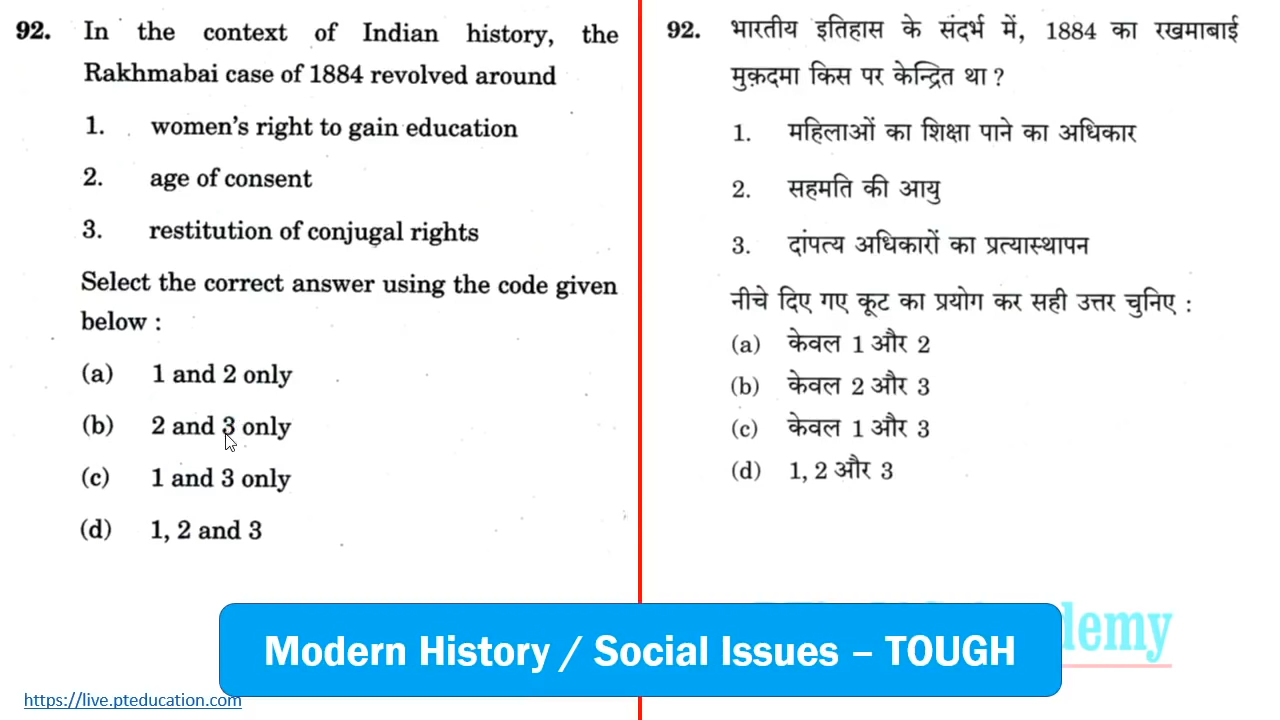 92. In the context of Indian history, the
Rakhmabai case of 1884 revolved around
1. women's right to gain education
2. age of consent
3. restitution of conjugal rights
Select the correct answer using the code given
below :
(a) 1 and 2 only
(b) 2 and 3 only
(c) 1 and 3 only
(d) 1, 2 and 3
92. भारतीय इतिहास के संदर्भ में, 1884 का रखमाबाई
मुक़दमा किस पर केन्द्रित था ?
1. महिलाओं का शिक्षा पाने का अधिकार
2. सहमति की आयु
3. दांपत्य अधिकारों का प्रत्यास्थापन
नीचे दिए गए कूट का प्रयोग कर सही उत्तर चुनिए :
(a) केवल 1 और 2
(b) केवल 2 और 3
(c) केवल 1 और 3
(d) 1, 2 और 3
Modern History / Social Issues – TOUGH
https://live.pteducation.com